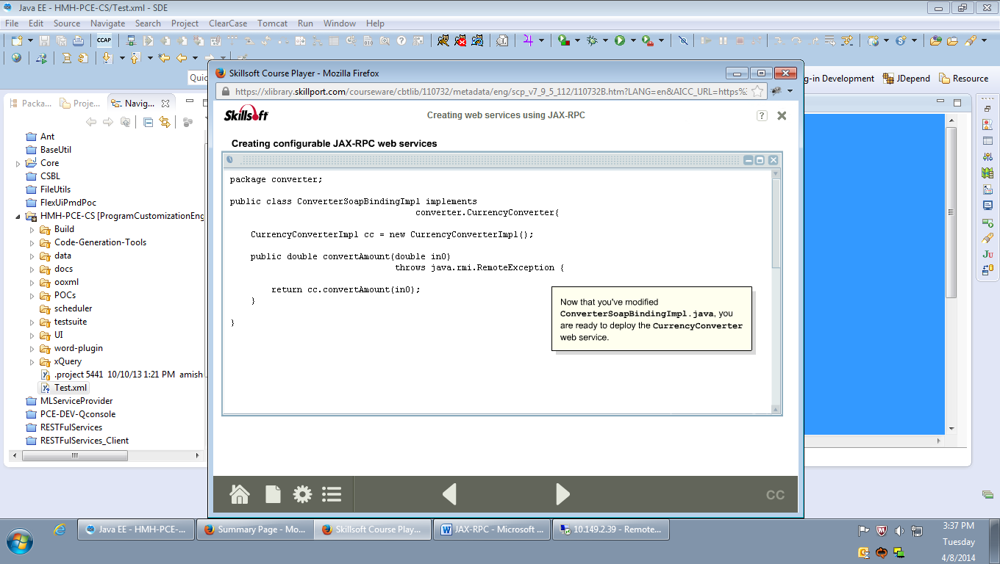 Java EE - HMH-PCE-CS/Test.xml - SDE
File Edit Source Navigate Search Project ClearCase Tomcat Run Window Help
CCAP
010
Quic
g-in Development JDepend Resource
Packa... Proje... Navig...
Ant
BaseUtil
Core
CSBL
FileUtils
FlexUiPmdPoc
HMH-PCE-CS [ProgramCustomizationEng
Build
Code-Generation-Tools
data
docs
ooxml
POCs
scheduler
testsuite
UI
word-plugin
xQuery
.project 5441 10/10/13 1:21 PM amish
Test.xml
MLServiceProvider
PCE-DEV-Qconsole
RESTFulServices
RESTFulServices_Client
Skillsoft Course Player - Mozilla Firefox
https://xlibrary.skillport.com/courseware/cbtlib/110732/metadata/eng/scp_v7_9_5_112/110732B.htm?LANG=en&AICC_URL=https%3
Skillsoft
Creating web services using JAX-RPC
?
Creating configurable JAX-RPC web services
package converter;
public class ConverterSoapBindingImpl implements
converter.CurrencyConverter{
CurrencyConverterImpl cc = new CurrencyConverterImpl();
public double convertAmount(double in0)
throws java.rmi.RemoteException {
return cc.convertAmount(in0);
}
}
Now that you've modified
ConverterSoapBindingImpl.java, you
are ready to deploy the CurrencyConverter
web service.
CC
Ju
Java EE - HMH-PCE-... Summary Page - Mo... Skillsoft Course Play... JAX-RPC - Microsoft ... 10.149.2.39 - Remote...
3:37 PM
Tuesday
4/8/2014